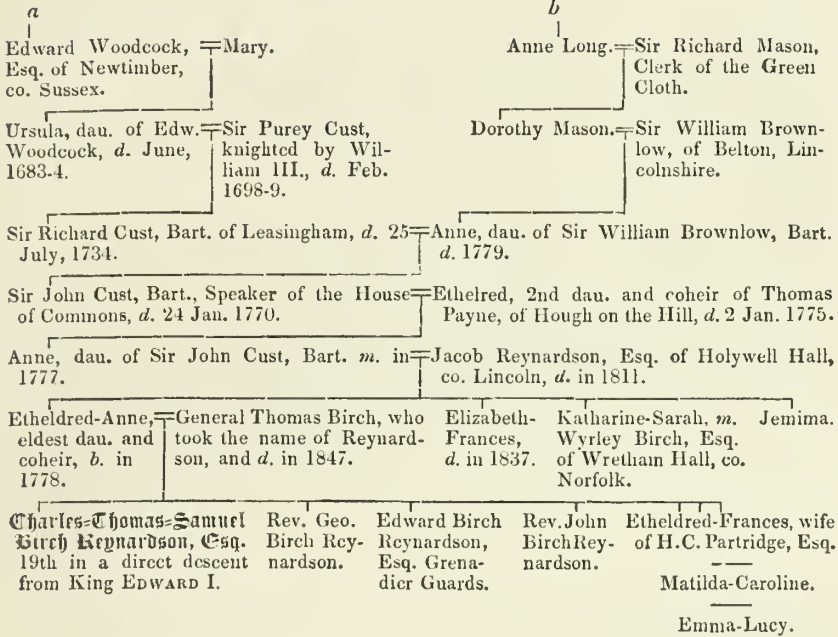 a
b
Edward Woodcock, Esq. of Newtimber, co. Sussex.
Mary.
Anne Long.
Sir Richard Mason, Clerk of the Green Cloth.
Ursula, dau. of Edw. Woodcock, d. June, 1683-4.
Sir Purey Cust, knighted by William III., d. Feb. 1698-9.
Dorothy Mason.
Sir William Brownlow, of Belton, Lincolnshire.
Sir Richard Cust, Bart. of Leasingham, d. 25 July, 1734.
Anne, dau. of Sir William Brownlow, Bart. d. 1779.
Sir John Cust, Bart., Speaker of the House of Commons, d. 24 Jan. 1770.
Ethelred, 2nd dau. and coheir of Thomas Payne, of Hough on the Hill, d. 2 Jan. 1775.
Anne, dau. of Sir John Cust, Bart. m. in 1777.
Jacob Reynardson, Esq. of Holywell Hall, co. Lincoln, d. in 1811.
Etheldred-Anne, eldest dau. and coheir, b. in 1778.
General Thomas Birch, who took the name of Reynardson, and d. in 1847.
Elizabeth-Frances, d. in 1837.
Katharine-Sarah, m. Wyrley Birch, Esq. of Wretham Hall, co. Norfolk.
Jemima.
Charles=Thomas=Samuel Birch Reynardson, Esq. 19th in a direct descent from King EDWARD I.
Rev. Geo. Birch Reynardson.
Edward Birch Reynardson, Esq. Grenadier Guards.
Rev. John Birch Reynardson.
Etheldred-Frances, wife of H.C. Partridge, Esq.
Matilda-Caroline.
Emma-Lucy.